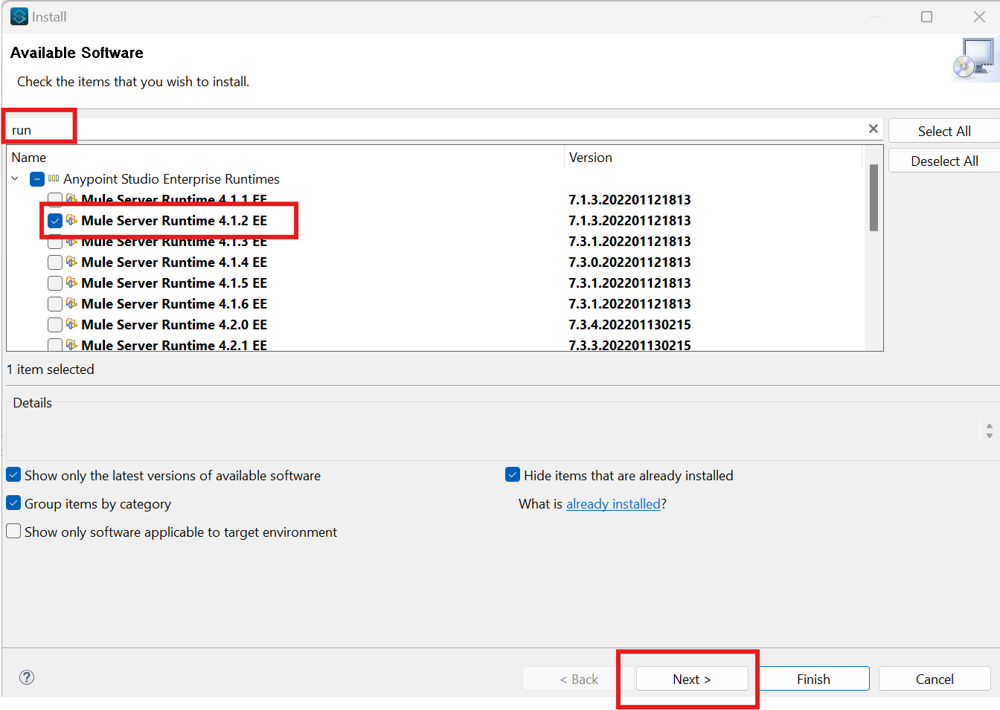 Install
Available Software
Check the items that you wish to install.
run
Select All
Deselect All
Name Version
Anypoint Studio Enterprise Runtimes
Mule Server Runtime 4.1.1 EE 7.1.3.202201121813
Mule Server Runtime 4.1.2 EE 7.1.3.202201121813
Mule Server Runtime 4.1.3 EE 7.3.1.202201121813
Mule Server Runtime 4.1.4 EE 7.3.0.202201121813
Mule Server Runtime 4.1.5 EE 7.3.1.202201121813
Mule Server Runtime 4.1.6 EE 7.3.1.202201121813
Mule Server Runtime 4.2.0 EE 7.3.4.202201130215
Mule Server Runtime 4.2.1 EE 7.3.3.202201130215
1 item selected
Details
Show only the latest versions of available software Hide items that are already installed
Group items by category What is already installed?
Show only software applicable to target environment
< Back Next > Finish Cancel